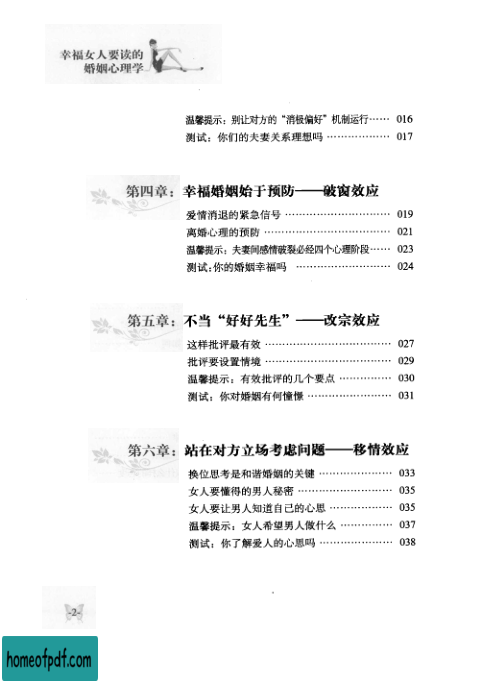 幸福女人要读的
婚姻心理学
温馨提示：别让对方的“消极偏好”机制运行…… 016
测试：你们的夫妻关系理想吗 ……………… 017
第四章：幸福婚姻始于预防——破窗效应
爱情消退的紧急信号 ………………………… 019
离婚心理的预防 ……………………………… 021
温馨提示：夫妻间感情破裂必经四个心理阶段…… 023
测试：你的婚姻幸福吗 ……………………… 024
第五章：不当“好好先生”——改宗效应
这样批评最有效 ……………………………… 027
批评要设置情境 ……………………………… 029
温馨提示：有效批评的几个要点 …………… 030
测试：你对婚姻有何憧憬 …………………… 031
第六章：站在对方立场考虑问题——移情效应
换位思考是和谐婚姻的关键 ………………… 033
女人要懂得的男人秘密 ……………………… 035
女人要让男人知道自己的心思 ……………… 035
温馨提示：女人希望男人做什么 …………… 037
测试：你了解爱人的心思吗 ………………… 038
-2-
homeofpdf.com